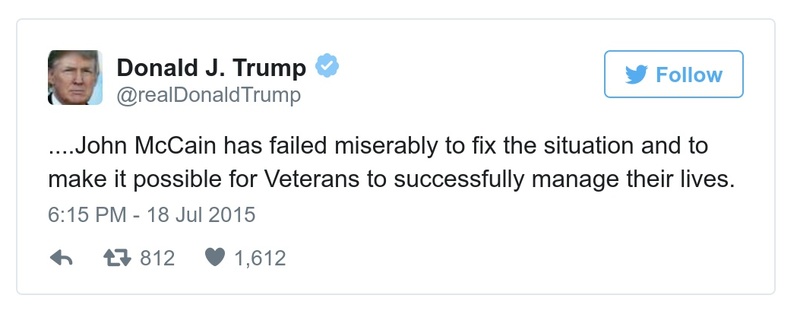 Donald J. Trump
@realDonaldTrump
Follow
....John McCain has failed miserably to fix the situation and to
make it possible for Veterans to successfully manage their lives.
6:15 PM - 18 Jul 2015
812 1,612